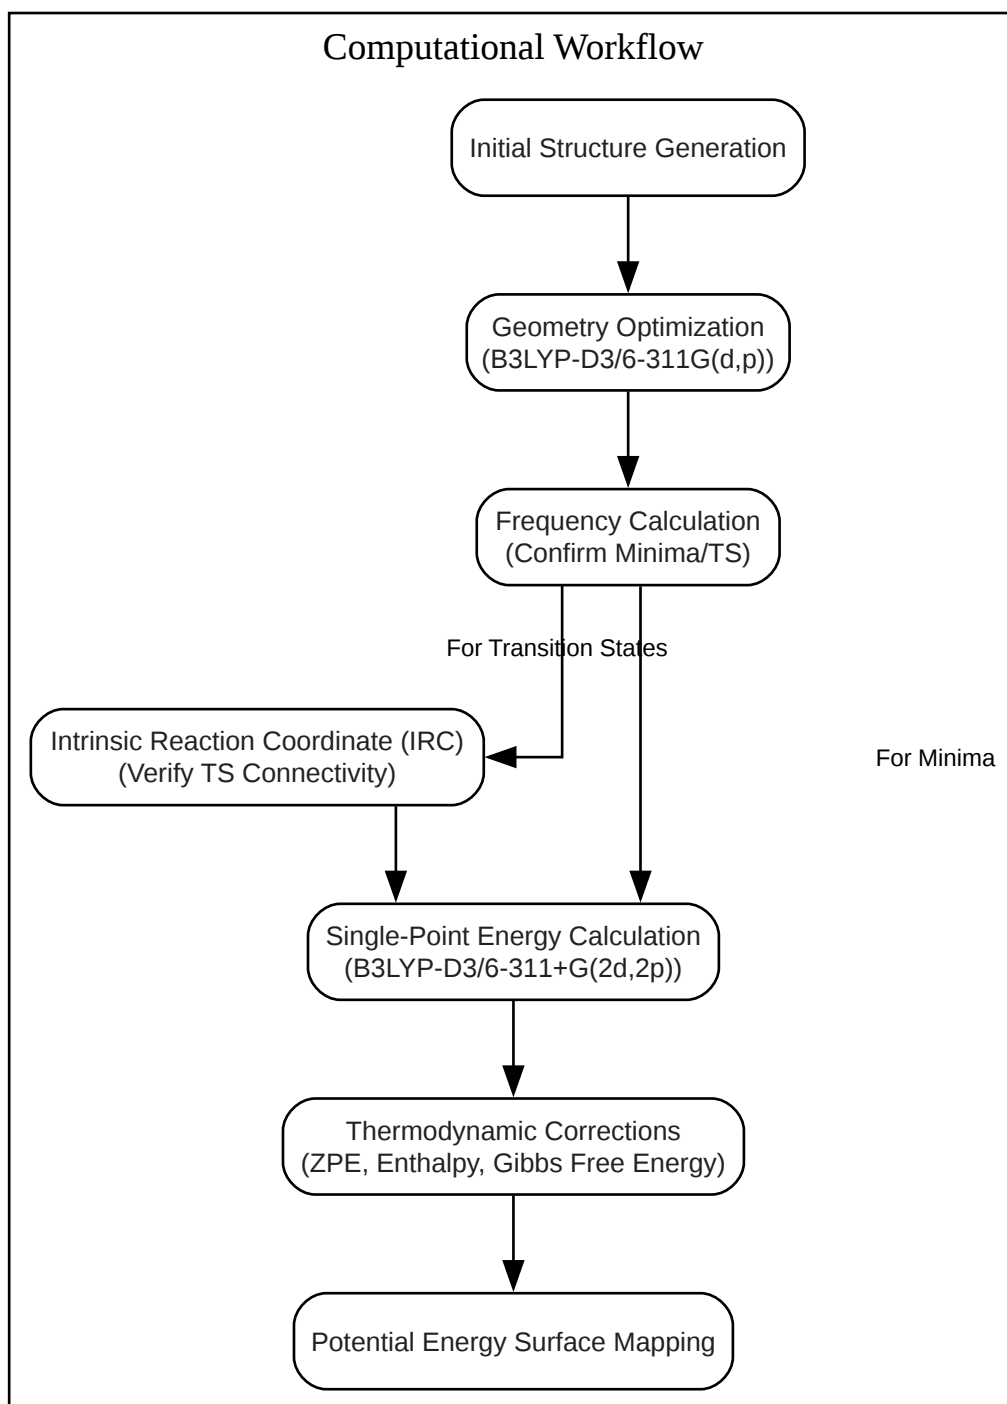 Computational Workflow
Initial Structure Generation
Geometry Optimization
(B3LYP-D3/6-311G(d,p))
Frequency Calculation
(Confirm Minima/TS)
For Transition States
Intrinsic Reaction Coordinate (IRC)
(Verify TS Connectivity)
For Minima
Single-Point Energy Calculation
(B3LYP-D3/6-311+G(2d,2p))
Thermodynamic Corrections
(ZPE, Enthalpy, Gibbs Free Energy)
Potential Energy Surface Mapping